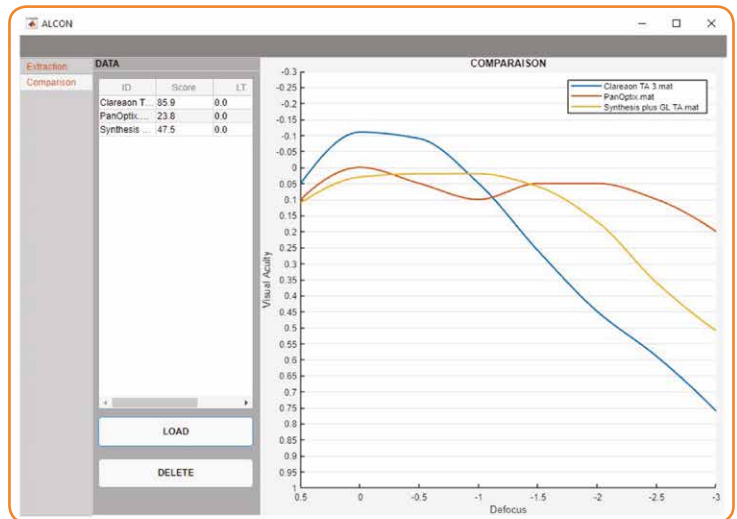 ALCON
Extraction
Comparison
DATA
ID Score LT.
Clareaon T... 85.9 0.0
PanOptix.... 23.8 0.0
Synthesis ... 47.5 0.0
LOAD
DELETE
COMPARAISON
Clareaon TA 3.mat
PanOptix.mat
Synthesis plus GL TA.mat
Visual Acuity
-0.3
-0.25
-0.2
-0.15
-0.1
-0.05
0
0.05
0.1
0.15
0.2
0.25
0.3
0.35
0.4
0.45
0.5
0.55
0.6
0.65
0.7
0.75
0.8
0.85
0.9
0.95
1
0.5 0 -0.5 -1 -1.5 -2 -2.5 -3
Defocus